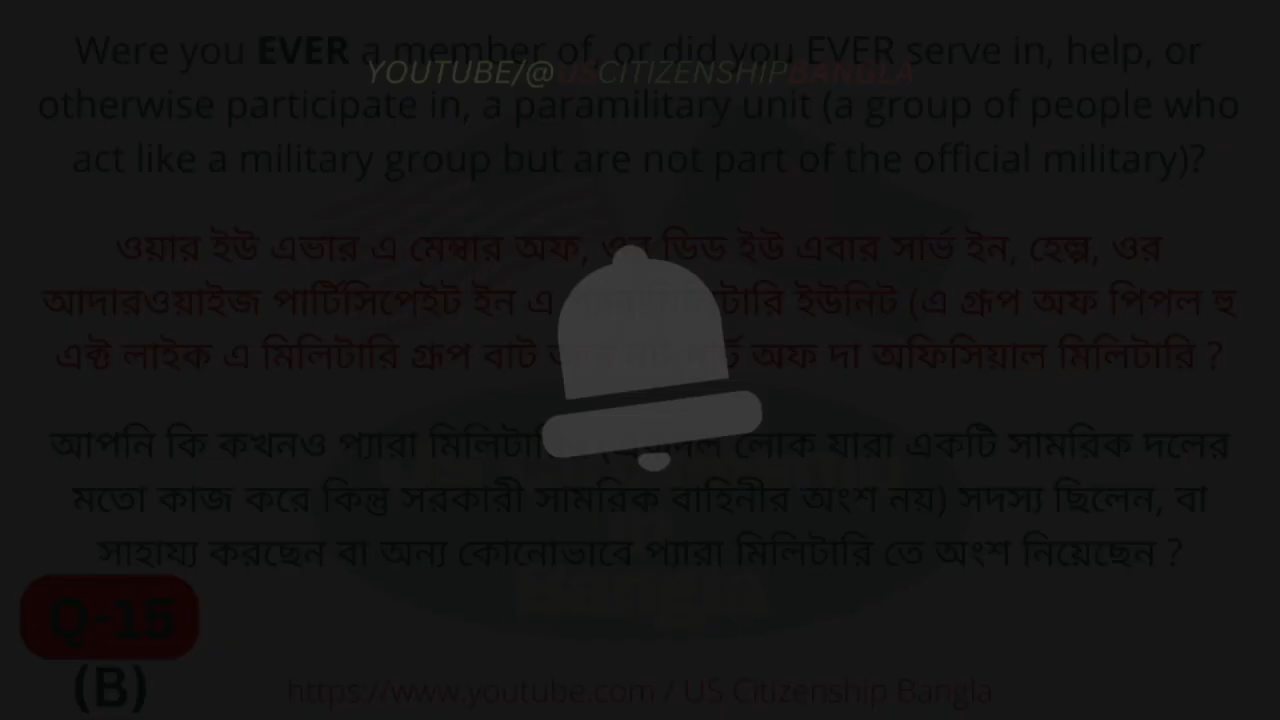 Were you EVER a member of, or did you EVER serve in, help, or
YOUTUBE/@USCITIZENSHIPBANGLA
otherwise participate in, a paramilitary unit (a group of people who
act like a military group but are not part of the official military)?
ওয়ার ইউ এভার এ মেম্বার অফ, ওর ডিড ইউ এবার সার্ভ ইন, হেল্প, ওর
আদারওয়াইজ পার্টিসিপেইট ইন এ প্যারামিলিটারি ইউনিট (এ গ্রূপ অফ পিপল হু
এক্ট লাইক এ মিলিটারি গ্রূপ বাট আর নট পার্ট অফ দা অফিসিয়াল মিলিটারি ?
আপনি কি কখনও প্যারা মিলিটারি (একদল লোক যারা একটি সামরিক দলের
মতো কাজ করে কিন্তু সরকারী সামরিক বাহিনীর অংশ নয়) সদস্য ছিলেন, বা
সাহায্য করছেন বা অন্য কোনোভাবে প্যারা মিলিটারি তে অংশ নিয়েছেন ?
Bangla
Q-15
(B)
https://www.youtube.com / US Citizenship Bangla